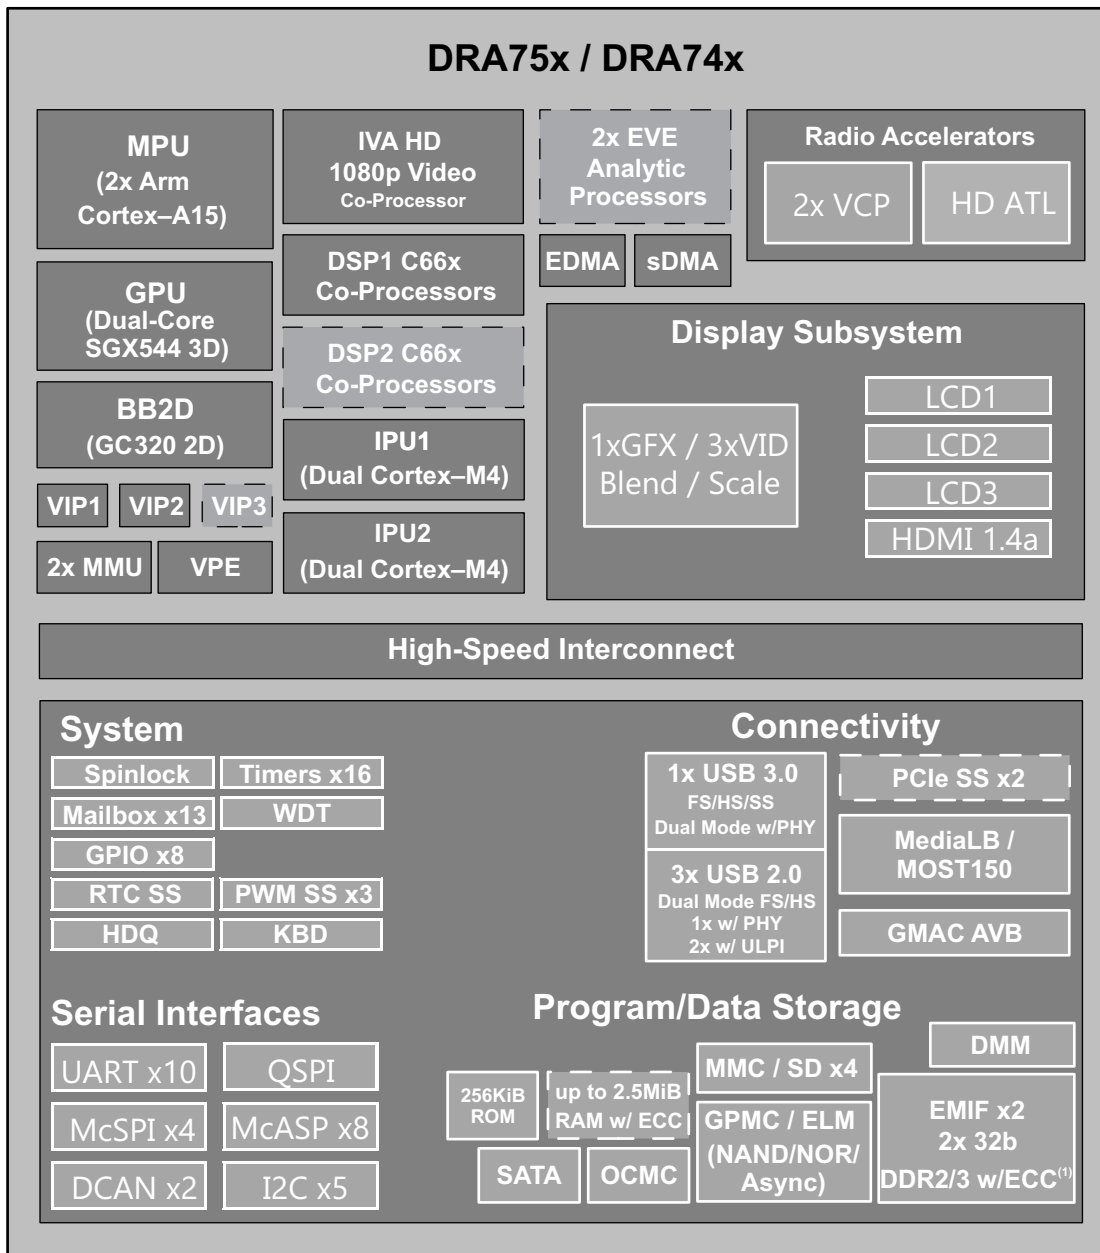 DRA75x / DRA74x
MPU
(2x Arm
Cortex–A15)
IVA HD
1080p Video
Co-Processor
2x EVE
Analytic
Processors
Radio Accelerators
2x VCP
HD ATL
GPU
(Dual-Core
SGX544 3D)
DSP1 C66x
Co-Processors
EDMA
sDMA
DSP2 C66x
Co-Processors
BB2D
(GC320 2D)
IPU1
(Dual Cortex–M4)
VIP1
VIP2
VIP3
IPU2
(Dual Cortex–M4)
2x MMU
VPE
Display Subsystem
1xGFX / 3xVID
Blend / Scale
LCD1
LCD2
LCD3
HDMI 1.4a
High-Speed Interconnect
System
Spinlock
Timers x16
Mailbox x13
WDT
GPIO x8
RTC SS
PWM SS x3
HDQ
KBD
Connectivity
1x USB 3.0
FS/HS/SS
Dual Mode w/PHY
3x USB 2.0
Dual Mode FS/HS
1x w/ PHY
2x w/ ULPI
PCIe SS x2
MediaLB /
MOST150
GMAC AVB
Serial Interfaces
UART x10
QSPI
McSPI x4
McASP x8
DCAN x2
I2C x5
Program/Data Storage
256KiB
ROM
up to 2.5MiB
RAM w/ ECC
SATA
OCMC
MMC / SD x4
GPMC / ELM
(NAND/NOR/
Async)
DMM
EMIF x2
2x 32b
DDR2/3 w/ECC(1)